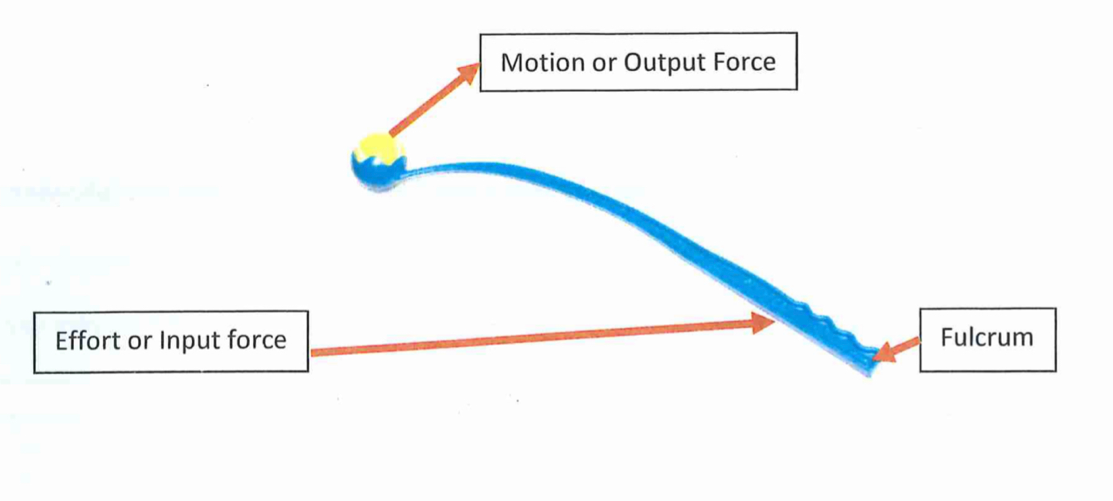 Motion or Output Force
Effort or Input force
Fulcrum